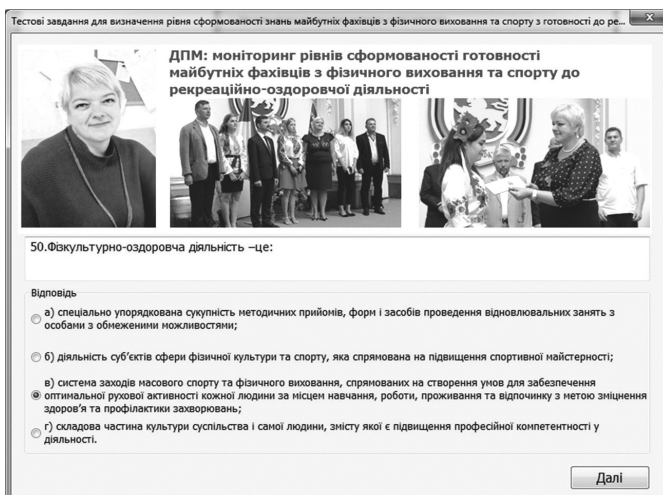 Тестові завдання для визначення рівня сформованості знань майбутніх фахівців з фізичного виховання та спорту з готовності до ре...
ДПМ: моніторинг рівнів сформованості готовності
майбутніх фахівців з фізичного виховання та спорту до
рекреаційно-оздоровчої діяльності
50.Фізкультурно-оздоровча діяльність –це:
Відповідь
а) спеціально упорядкована сукупність методичних прийомів, форм і засобів проведення відновлювальних занять з
особами з обмеженими можливостями;
б) діяльність суб’єктів сфери фізичної культури та спорту, яка спрямована на підвищення спортивної майстерності;
в) система заходів масового спорту та фізичного виховання, спрямованих на створення умов для забезпечення
оптимальної рухової активності кожної людини за місцем навчання, роботи, проживання та відпочинку з метою зміцнення
здоров’я та профілактики захворювань;
г) складова частина культури суспільства і самої людини, змісту якої є підвищення професійної компетентності у
діяльності.
Далі